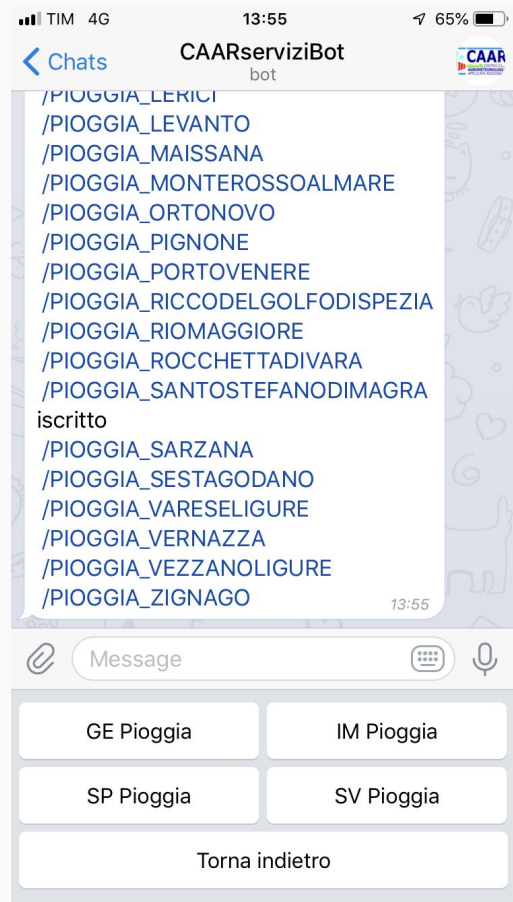 TIM 4G 13:55 65%
Chats CAARserviziBot
bot
CAAR
/PIOGGIA_LERICI
/PIOGGIA_LEVANTO
/PIOGGIA_MAISSANA
/PIOGGIA_MONTEROSSOALMARE
/PIOGGIA_ORTONOVO
/PIOGGIA_PIGNONE
/PIOGGIA_PORTOVENERE
/PIOGGIA_RICCODELGOLFODISPEZIA
/PIOGGIA_RIOMAGGIORE
/PIOGGIA_ROCCHETTADIVARA
/PIOGGIA_SANTOSTEFANODIMAGRA
iscritto
/PIOGGIA_SARZANA
/PIOGGIA_SESTAGODANO
/PIOGGIA_VARESELIGURE
/PIOGGIA_VERNAZZA
/PIOGGIA_VEZZANOLIGURE
/PIOGGIA_ZIGNAGO
13:55
Message
GE Pioggia IM Pioggia
SP Pioggia SV Pioggia
Torna indietro